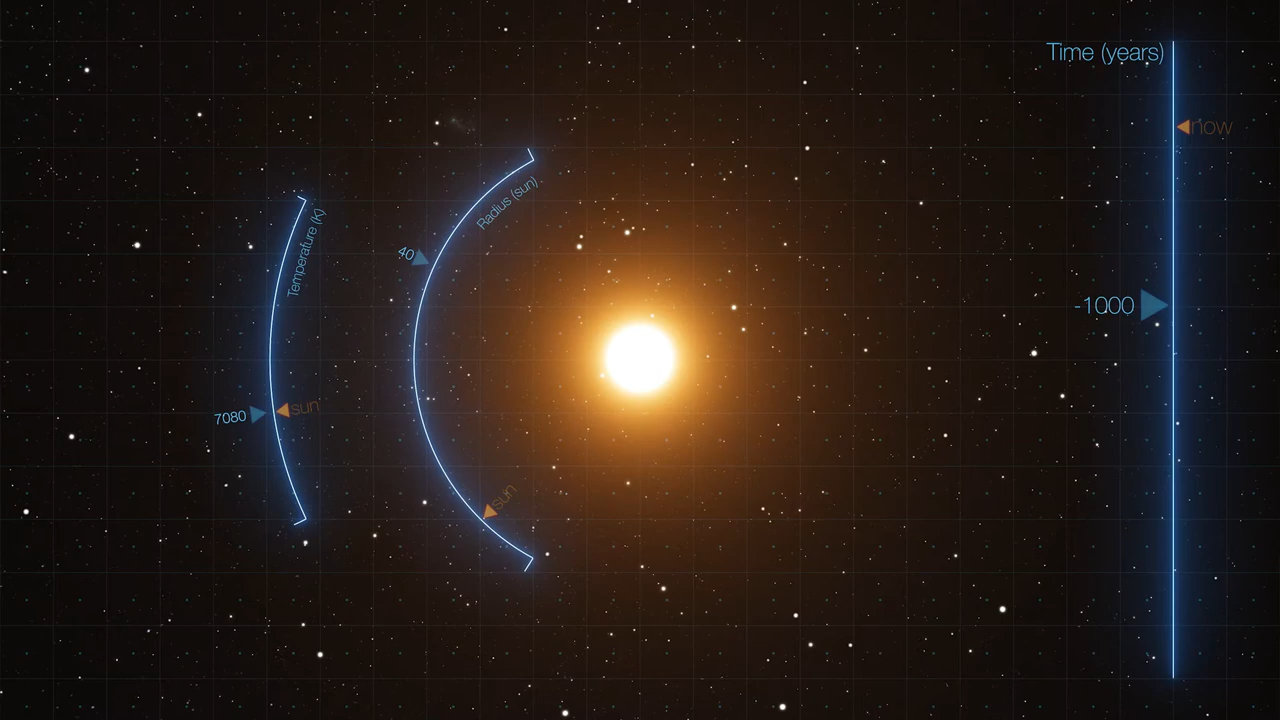 Time (years)
now
Radius (sun)
Temperature (K)
40
-1000
7080
sun
sun